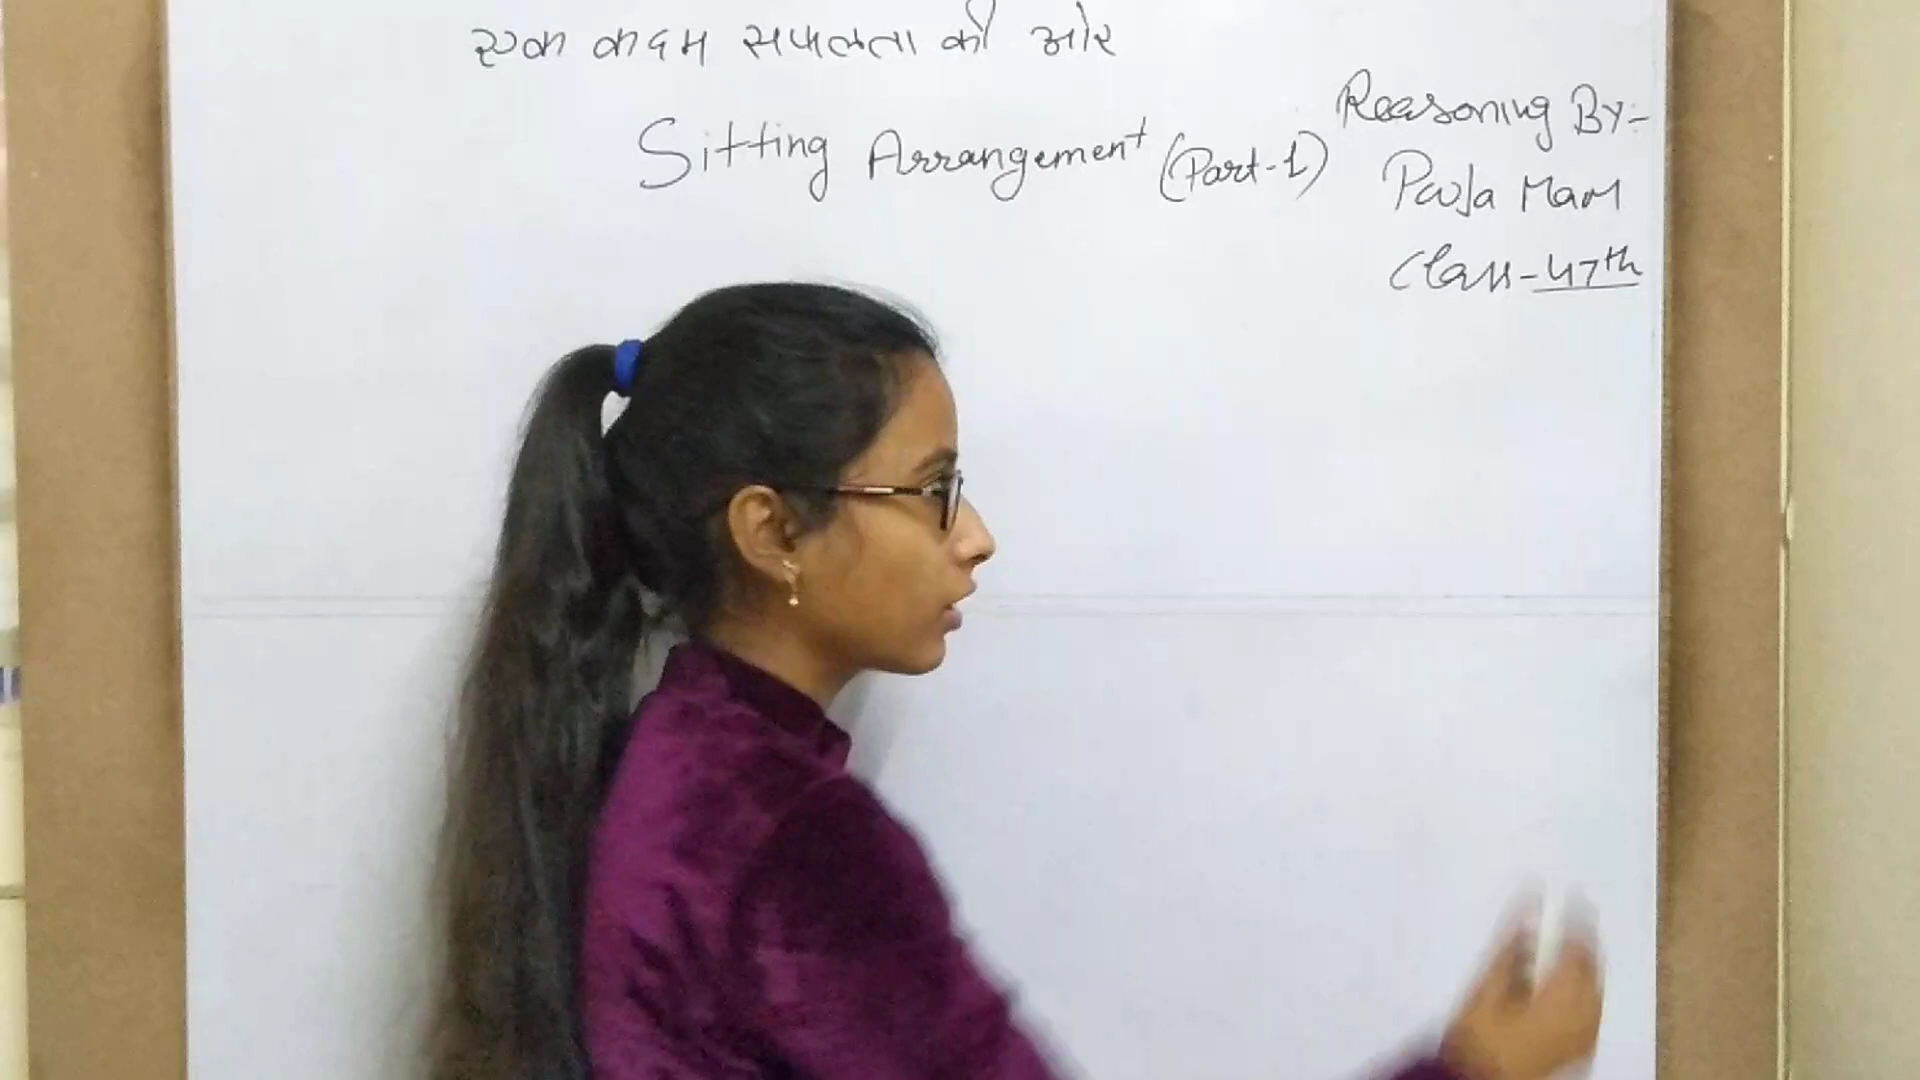 एक कदम सफलता की ओर
Sitting Arrangement (Part-1)
Reasoning By:-
Pooja Mam
Class-47th